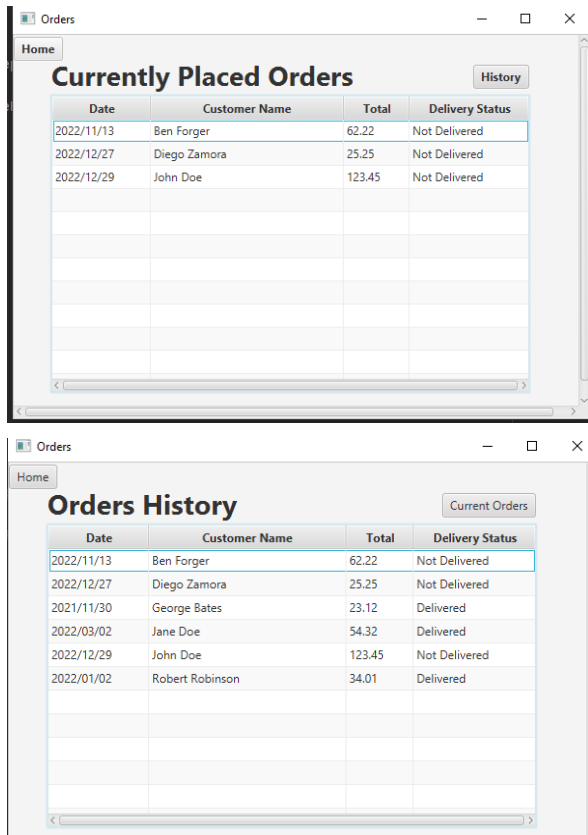 Orders
Home
Currently Placed Orders
History
Date Customer Name Total Delivery Status
2022/11/13 Ben Forger 62.22 Not Delivered
2022/12/27 Diego Zamora 25.25 Not Delivered
2022/12/29 John Doe 123.45 Not Delivered
Orders
Home
Orders History
Current Orders
Date Customer Name Total Delivery Status
2022/11/13 Ben Forger 62.22 Not Delivered
2022/12/27 Diego Zamora 25.25 Not Delivered
2021/11/30 George Bates 23.12 Delivered
2022/03/02 Jane Doe 54.32 Delivered
2022/12/29 John Doe 123.45 Not Delivered
2022/01/02 Robert Robinson 34.01 Delivered